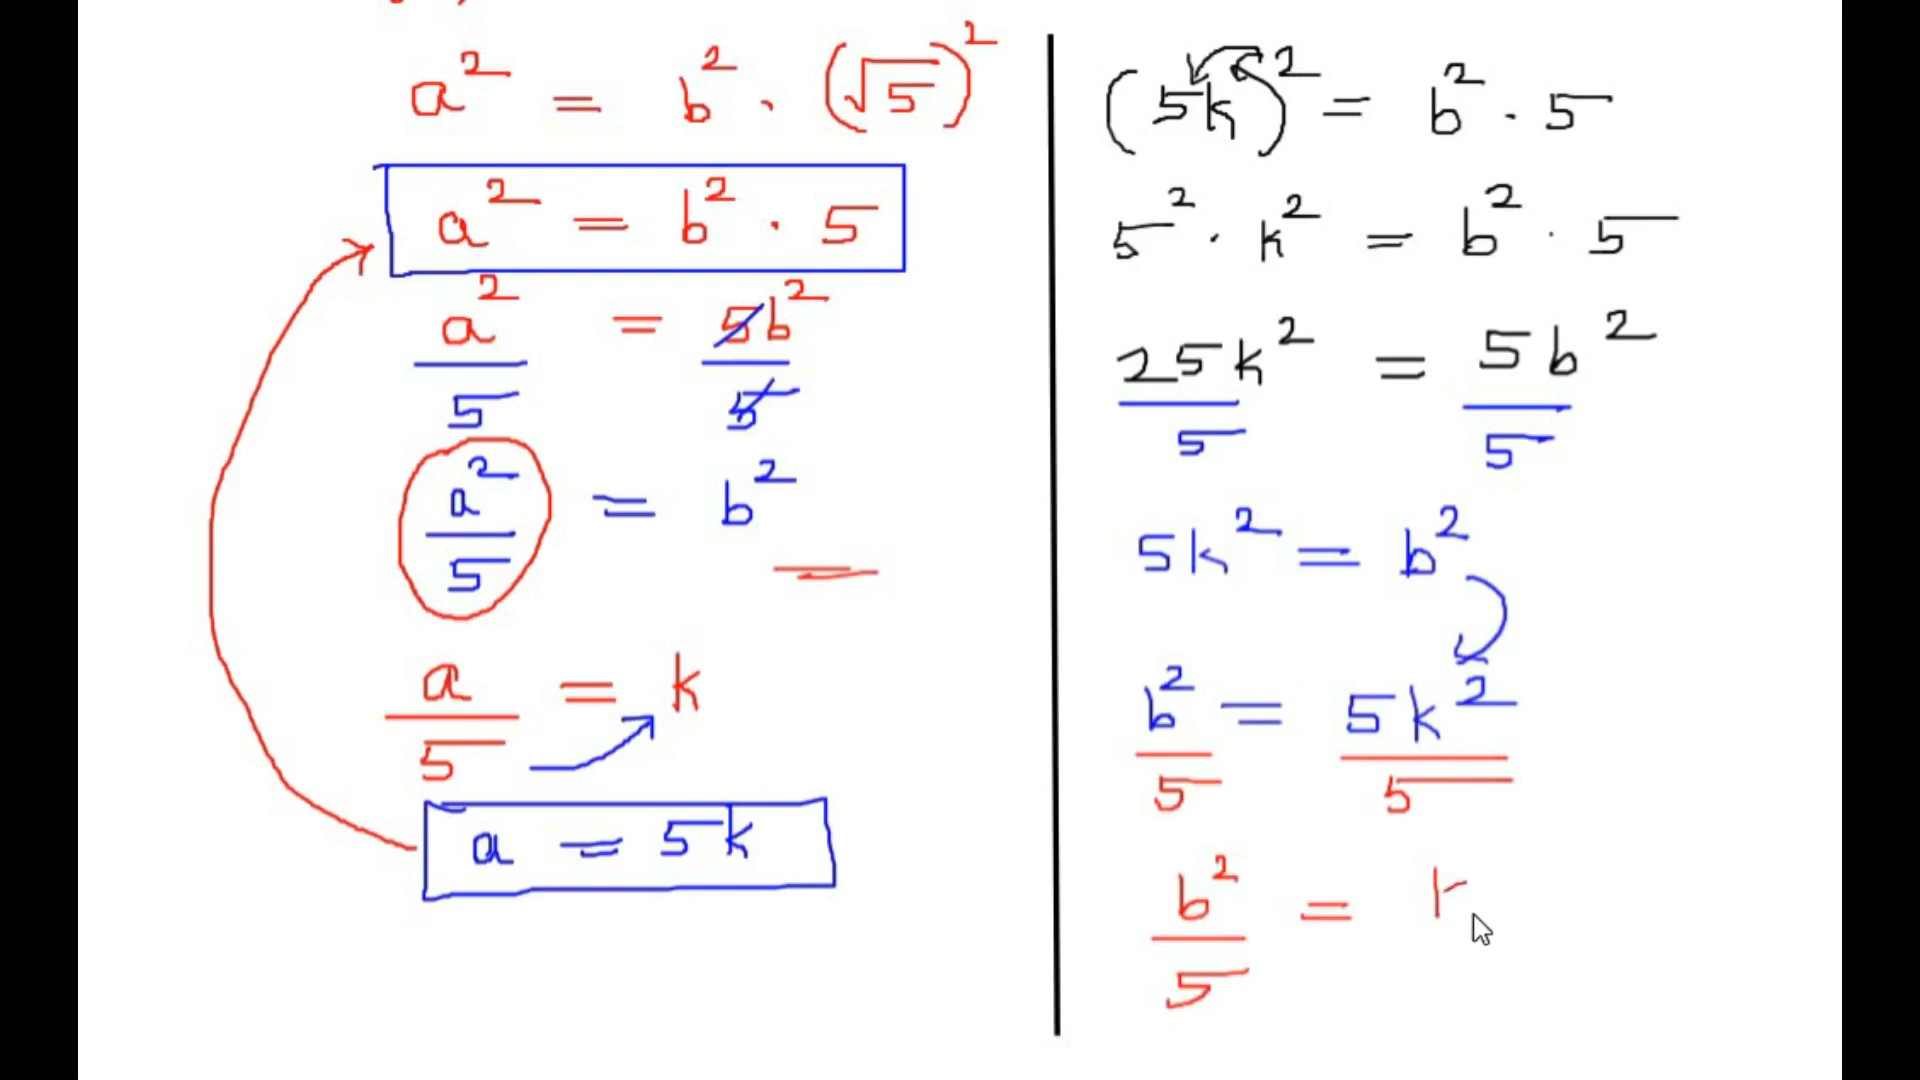 a² = b² · (√5)²
a² = b² · 5
a²/5 = 5b²/5
a²/5 = b²
a/5 = k
a = 5k
(5k)² = b² · 5
5² · k² = b² · 5
25k²/5 = 5b²/5
5k² = b²
b²/5 = 5k²/5
b²/5 =